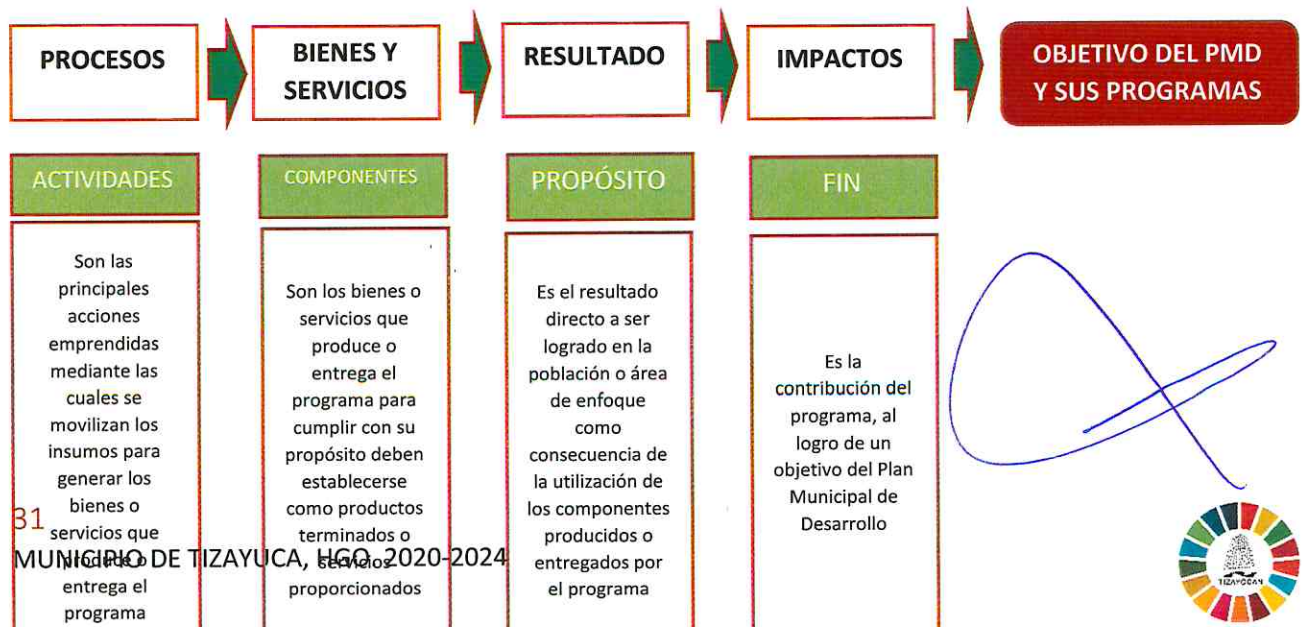 PROCESOS
BIENES Y
SERVICIOS
RESULTADO
IMPACTOS
OBJETIVO DEL PMD
Y SUS PROGRAMAS
ACTIVIDADES
COMPONENTES
PROPÓSITO
FIN
Son las
principales
acciones
emprendidas
mediante las
cuales se
movilizan los
insumos para
generar los
bienes o
servicios que
produce o
entrega el
programa
Son los bienes o
servicios que
produce o
entrega el
programa para
cumplir con su
propósito deben
establecerse
como productos
terminados o
servicios
proporcionados
Es el resultado
directo a ser
logrado en la
población o área
de enfoque
como
consecuencia de
la utilización de
los componentes
producidos o
entregados por
el programa
Es la
contribución del
programa, al
logro de un
objetivo del Plan
Municipal de
Desarrollo
31
MUNICIPIO DE TIZAYUCA, HGO. 2020-2024
TIZAYOCAN